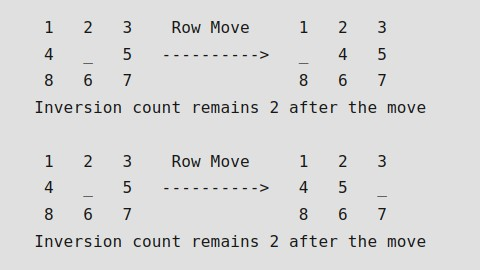 1   2   3    Row Move     1   2   3
4   _   5   ---------->   _   4   5
8   6   7                 8   6   7
Inversion count remains 2 after the move
1   2   3    Row Move     1   2   3
4   _   5   ---------->   4   5   _
8   6   7                 8   6   7
Inversion count remains 2 after the move